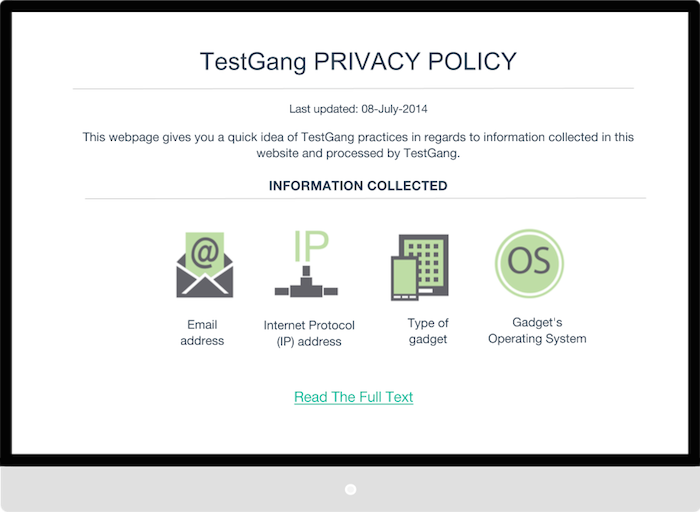 TestGang PRIVACY POLICY
Last updated: 08-July-2014
This webpage gives you a quick idea of TestGang practices in regards to information collected in this
website and processed by TestGang.
INFORMATION COLLECTED
@
IP
OS
Email
address
Internet Protocol
(IP) address
Type of
gadget
Gadget's
Operating System
Read The Full Text